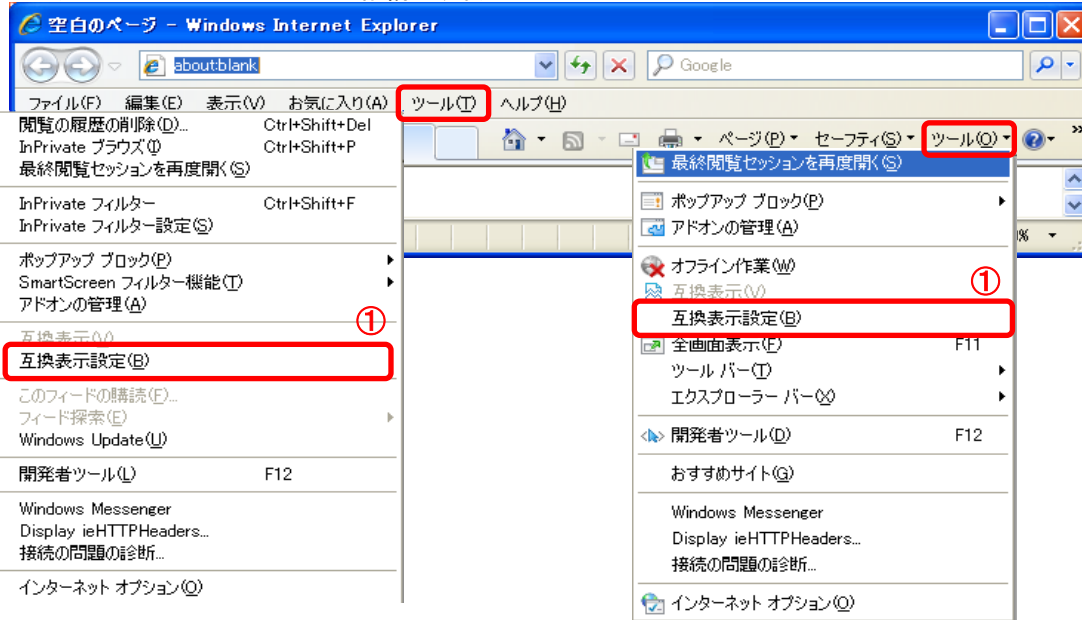 空白のページ - Windows Internet Explorer
about:blank
Google
ファイル(F) 編集(E) 表示(V) お気に入り(A) ツール(T) ヘルプ(H)
ページ(P) セーフティ(S) ツール(O) »
閲覧の履歴の削除(D)... Ctrl+Shift+Del
InPrivate ブラウズ(I) Ctrl+Shift+P
最終閲覧セッションを再度開く(S)
InPrivate フィルター Ctrl+Shift+F
InPrivate フィルター設定(S)
ポップアップ ブロック(P)
SmartScreen フィルター機能(T)
アドオンの管理(A)
①
互換表示(V)
互換表示設定(B)
このフィードの購読(F)...
フィード探索(E)
Windows Update(U)
開発者ツール(L) F12
Windows Messenger
Display ieHTTPHeaders...
接続の問題の診断...
インターネット オプション(O)
最終閲覧セッションを再度開く(S)
ポップアップ ブロック(P)
アドオンの管理(A)
%
オフライン作業(W)
①
互換表示(V)
互換表示設定(B)
全画面表示(F) F11
ツール バー(T)
エクスプローラー バー(X)
開発者ツール(D) F12
おすすめサイト(G)
Windows Messenger
Display ieHTTPHeaders...
接続の問題の診断...
インターネット オプション(O)